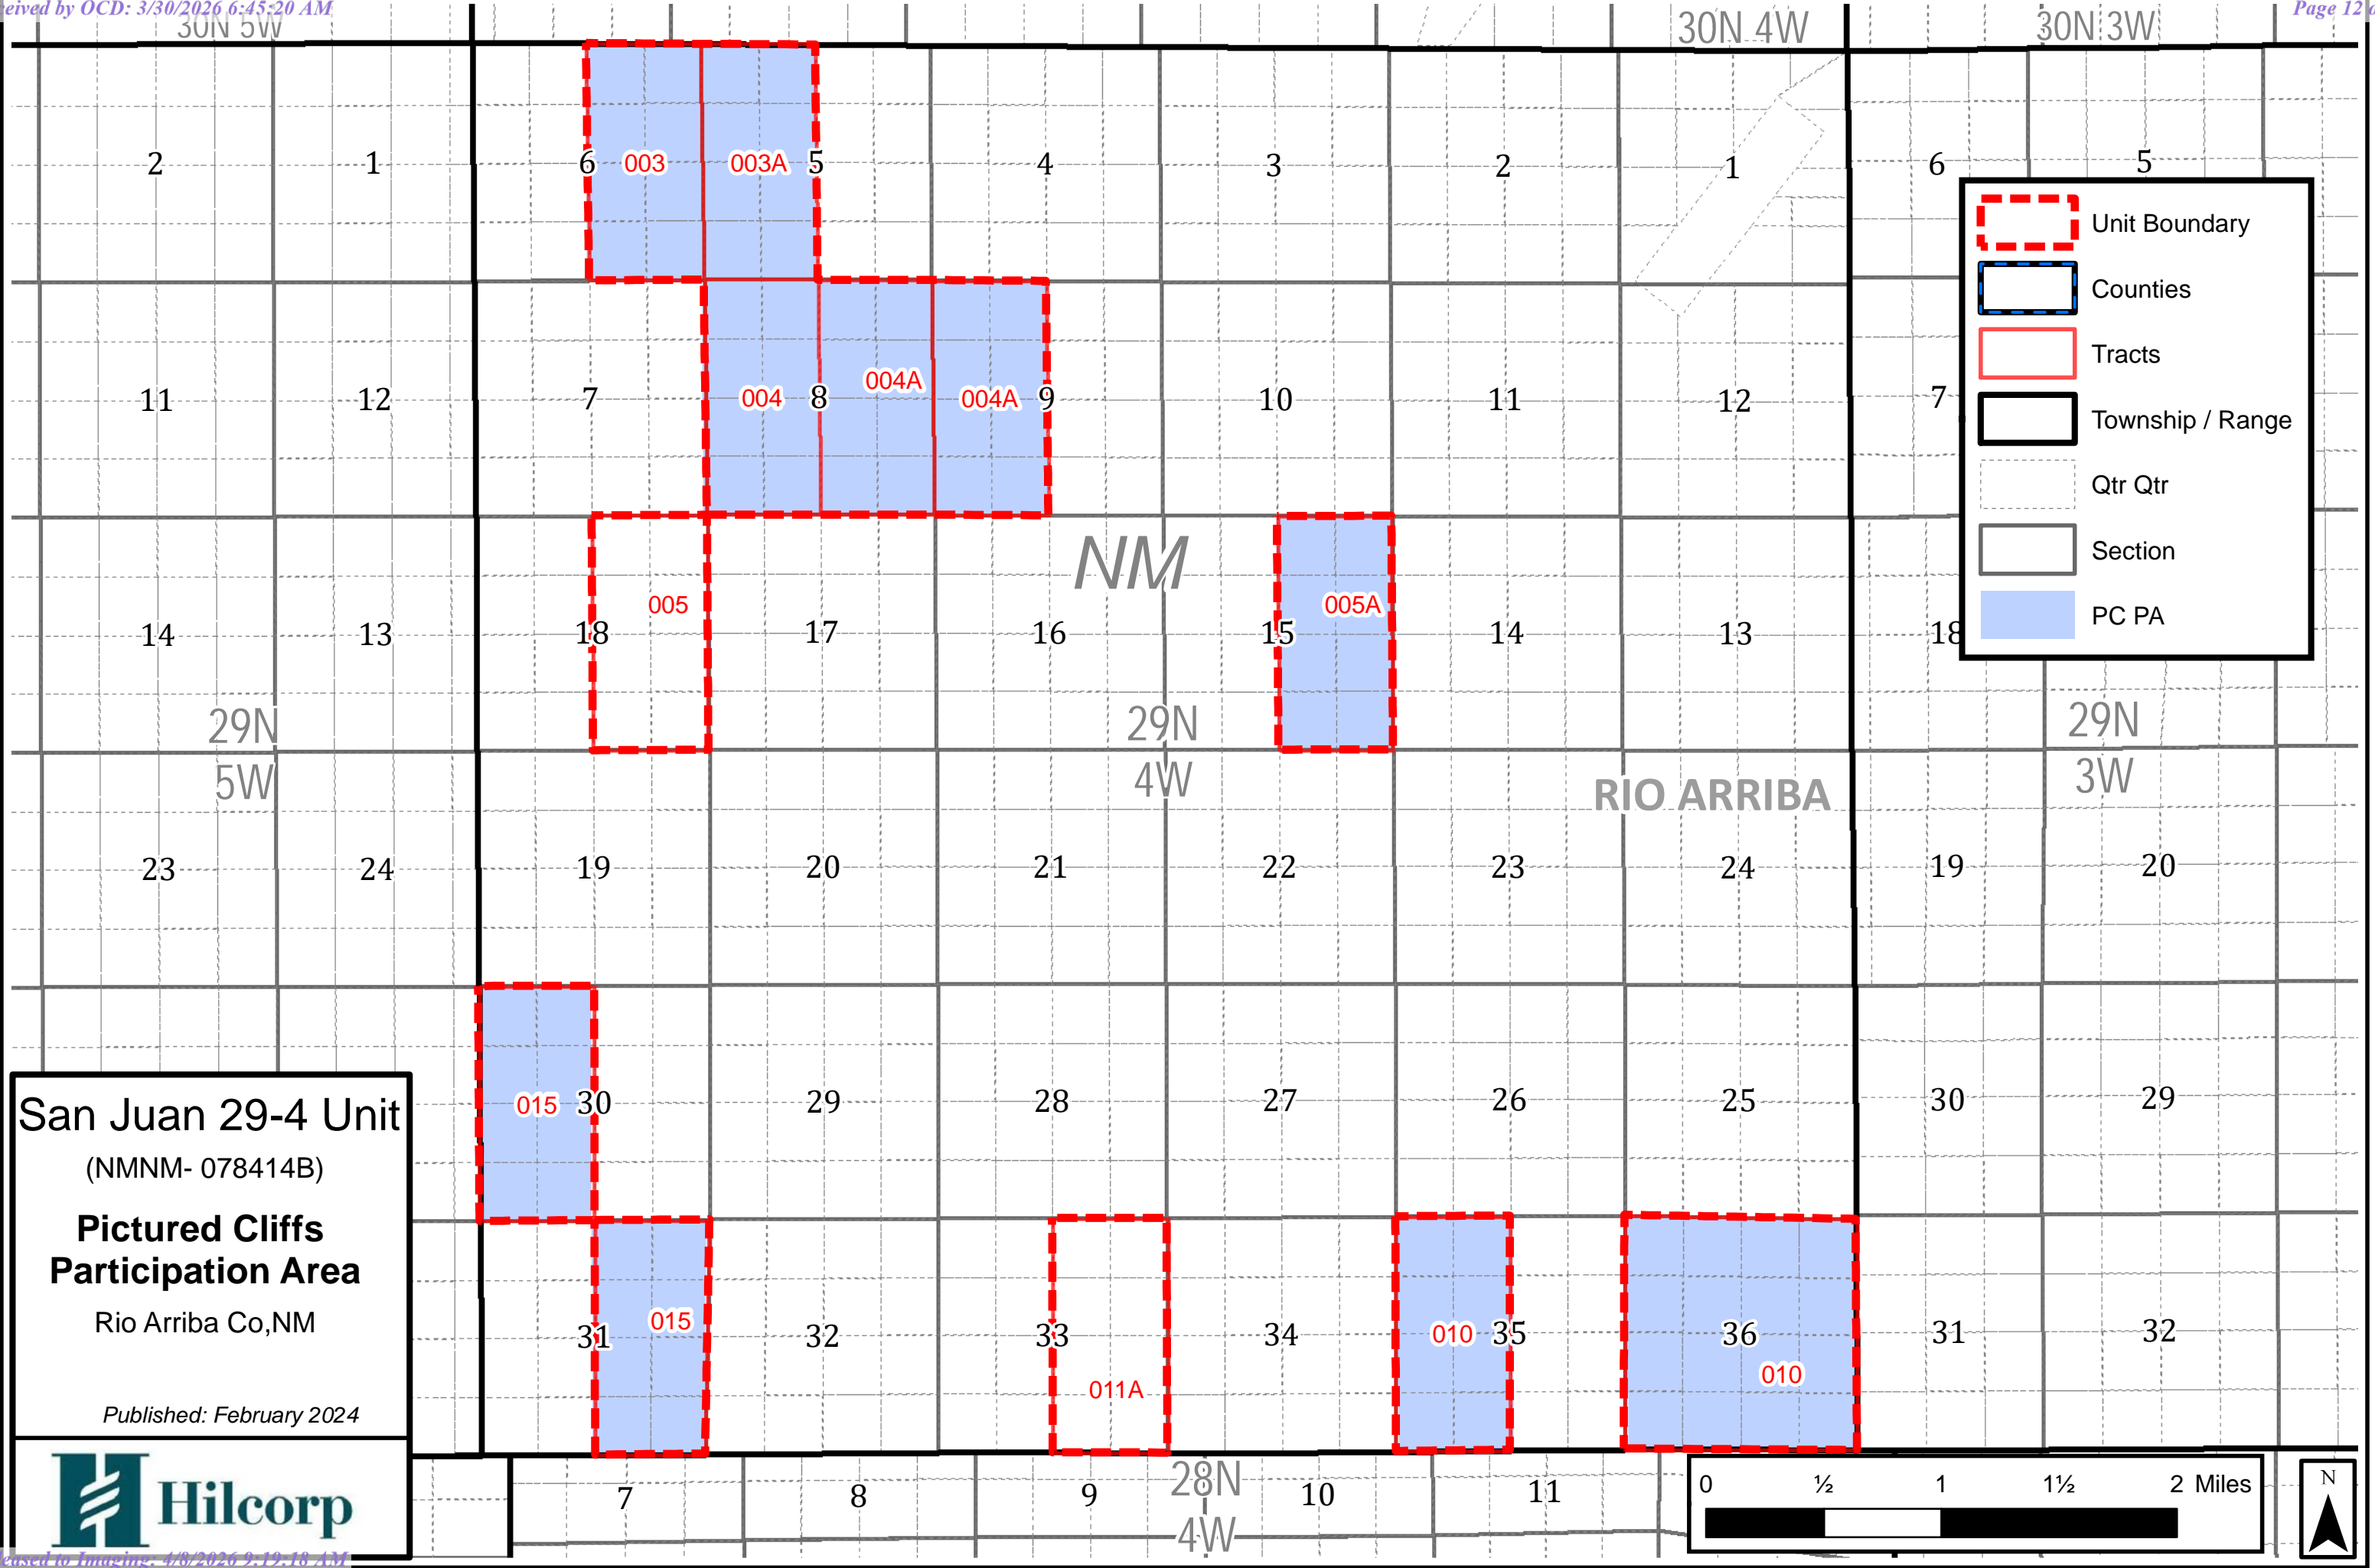 eived by OCD: 3/30/2026 6:45:20 AM
Page 12
30N 5W
30N 4W
30N 3W
2 1 6 003 003A 5 4 3 2 1 6 5
Unit Boundary
Counties
Tracts
Township / Range
Qtr Qtr
Section
PC PA
11 12 7 004 8 004A 004A 9 10 11 12 7
NM
005
005A
14 13 18 17 16 15 14 13 18
29N
5W
29N
4W
29N
3W
RIO ARRIBA
23 24 19 20 21 22 23 24 19 20
015 30 29 28 27 26 25 30 29
31 015 32 33 34 010 35 36 31 32
011A
010
San Juan 29-4 Unit
(NMNM- 078414B)
Pictured Cliffs
Participation Area
Rio Arriba Co,NM
Published: February 2024
Hilcorp
7 8 9 10 11
28N
4W
0 ½ 1 1½ 2 Miles
N
eased to Imaging: 4/8/2026 9:19:18 AM